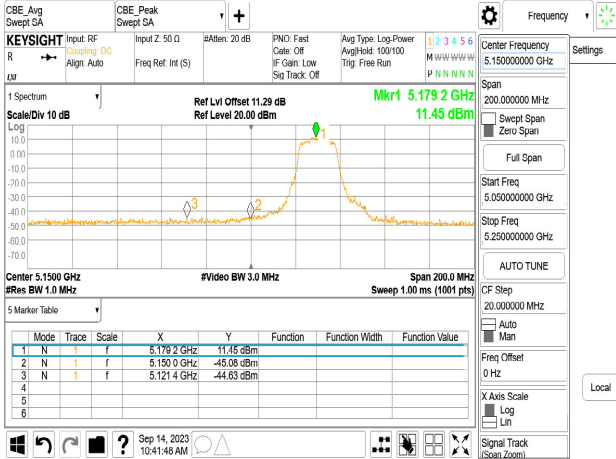 CBE_Avg
Swept SA
CBE_Peak
Swept SA
Frequency
KEYSIGHT
R
Input: RF
Coupling: DC
Align: Auto
Input Z: 50 Ω
Freq Ref: Int (S)
#Atten: 20 dB
PNO: Fast
Gate: Off
IF Gain: Low
Sig Track: Off
Avg Type: Log-Power
Avg|Hold: 100/100
Trig: Free Run
1 2 3 4 5 6
M W W W W W
P N N N N N
Center Frequency
5.150000000 GHz
Settings
Span
200.000000 MHz
Swept Span
Zero Span
Full Span
Start Freq
5.050000000 GHz
Stop Freq
5.250000000 GHz
AUTO TUNE
CF Step
20.000000 MHz
Auto
Man
Freq Offset
0 Hz
X Axis Scale
Log
Lin
Signal Track
(Span Zoom)
Local
1 Spectrum
Scale/Div 10 dB
Ref Lvl Offset 11.29 dB
Ref Level 20.00 dBm
Mkr1 5.179 2 GHz
11.45 dBm
Log
10.0
0.00
-10.0
-20.0
-30.0
-40.0
-50.0
-60.0
-70.0
1
2
3
Center 5.1500 GHz
#Res BW 1.0 MHz
#Video BW 3.0 MHz
Span 200.0 MHz
Sweep 1.00 ms (1001 pts)
5 Marker Table
Mode Trace Scale X Y Function Function Width Function Value
1 N 1 f 5.179 2 GHz 11.45 dBm
2 N 1 f 5.150 0 GHz -45.08 dBm
3 N 1 f 5.121 4 GHz -44.63 dBm
4
5
6
Sep 14, 2023
10:41:48 AM